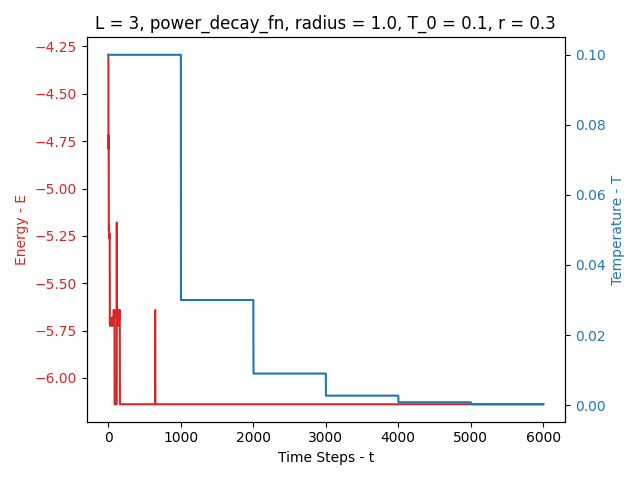 L = 3, power_decay_fn, radius = 1.0, T_0 = 0.1, r = 0.3
Energy - E
−4.25
−4.50
−4.75
−5.00
−5.25
−5.50
−5.75
−6.00
0.10
0.08
0.06
0.04
0.02
0.00
Temperature - T
0 1000 2000 3000 4000 5000 6000
Time Steps - t